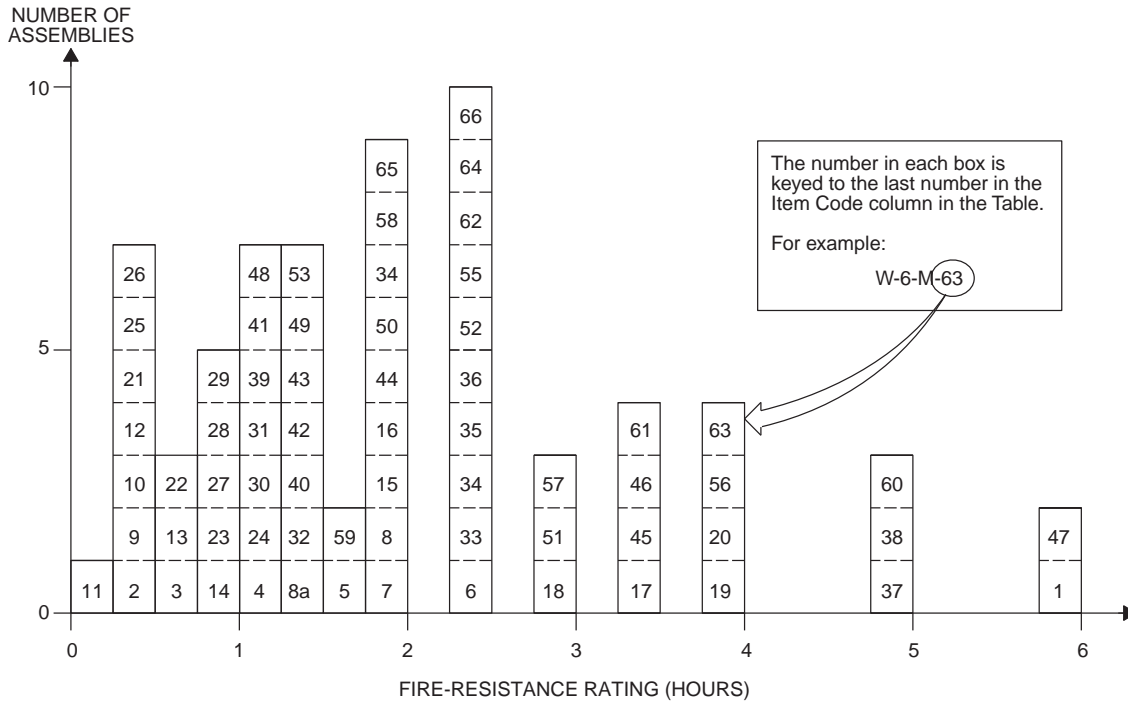 NUMBER OF
ASSEMBLIES
10
66
65 64
The number in each box is
keyed to the last number in the
Item Code column in the Table.
For example:
W-6-M-63
58 62
26 48 53 34 55
25 41 49 50 52
5
21 29 39 43 44 36
12 28 31 42 16 35 61 63
10 22 27 30 40 15 34 57 46 56 60
9 13 23 24 32 59 8 33 51 45 20 38 47
11 2 3 14 4 8a 5 7 6 18 17 19 37 1
0
0 1 2 3 4 5 6
FIRE-RESISTANCE RATING (HOURS)